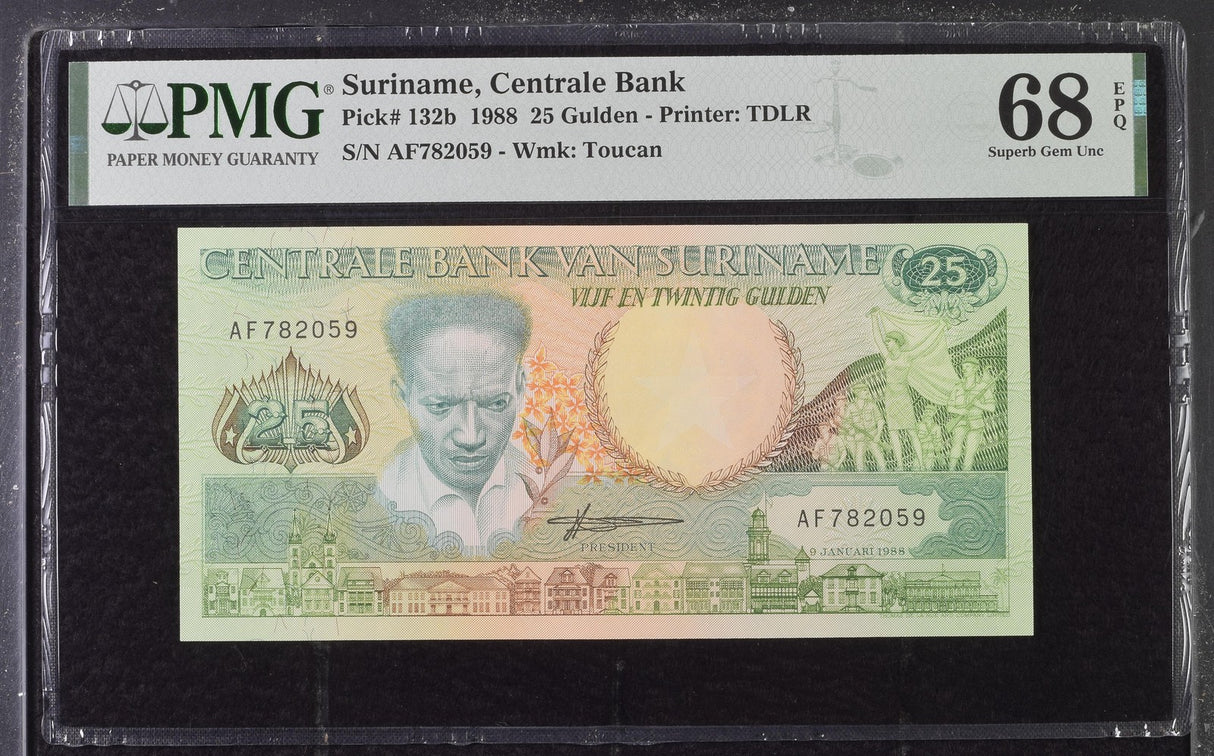 PMG®
PAPER MONEY GUARANTY
Suriname, Centrale Bank
Pick# 132b 1988 25 Gulden - Printer: TDLR
S/N AF782059 - Wmk: Toucan
68
EPQ
Superb Gem Unc
CENTRALE BANK VAN SURINAME
25
VIJF EN TWINTIG GULDEN
AF782059
25
PRESIDENT
AF782059
9 JANUARI 1988